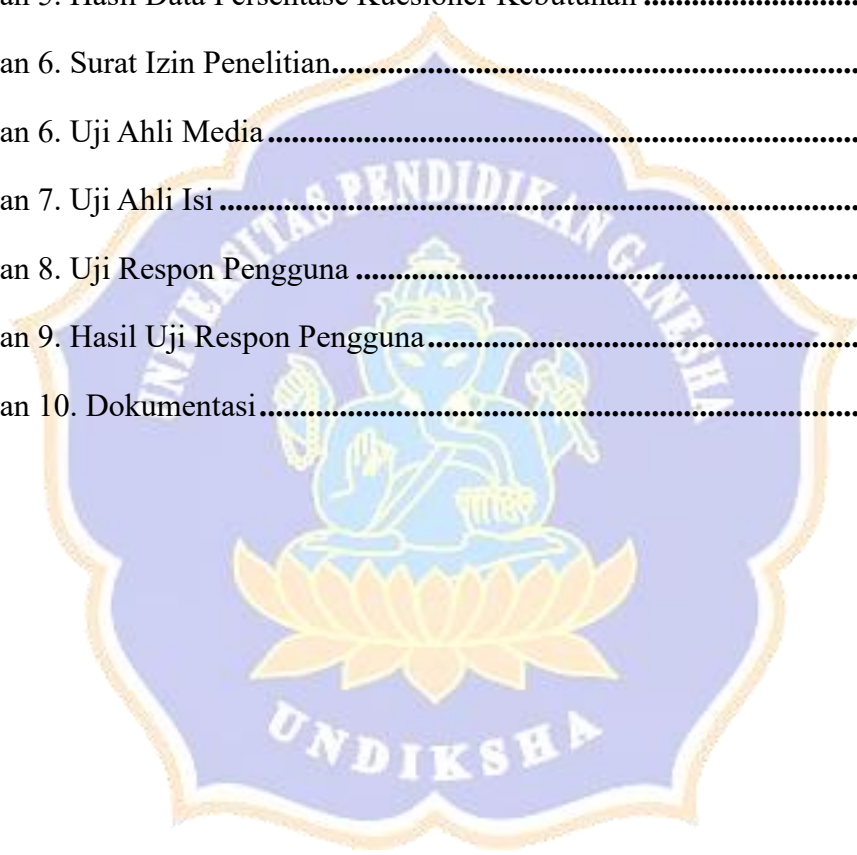 an 5. Hasil Data Persentase Kuesioner Kebutuhan ................................
an 6. Surat Izin Penelitian................................................................
an 6. Uji Ahli Media........................................................................
an 7. Uji Ahli Isi..............................................................................
an 8. Uji Respon Pengguna ..............................................................
an 9. Hasil Uji Respon Pengguna......................................................
an 10. Dokumentasi.........................................................................
UNIVERSITAS PENDIDIKAN GANESHA
UNDIKSHA